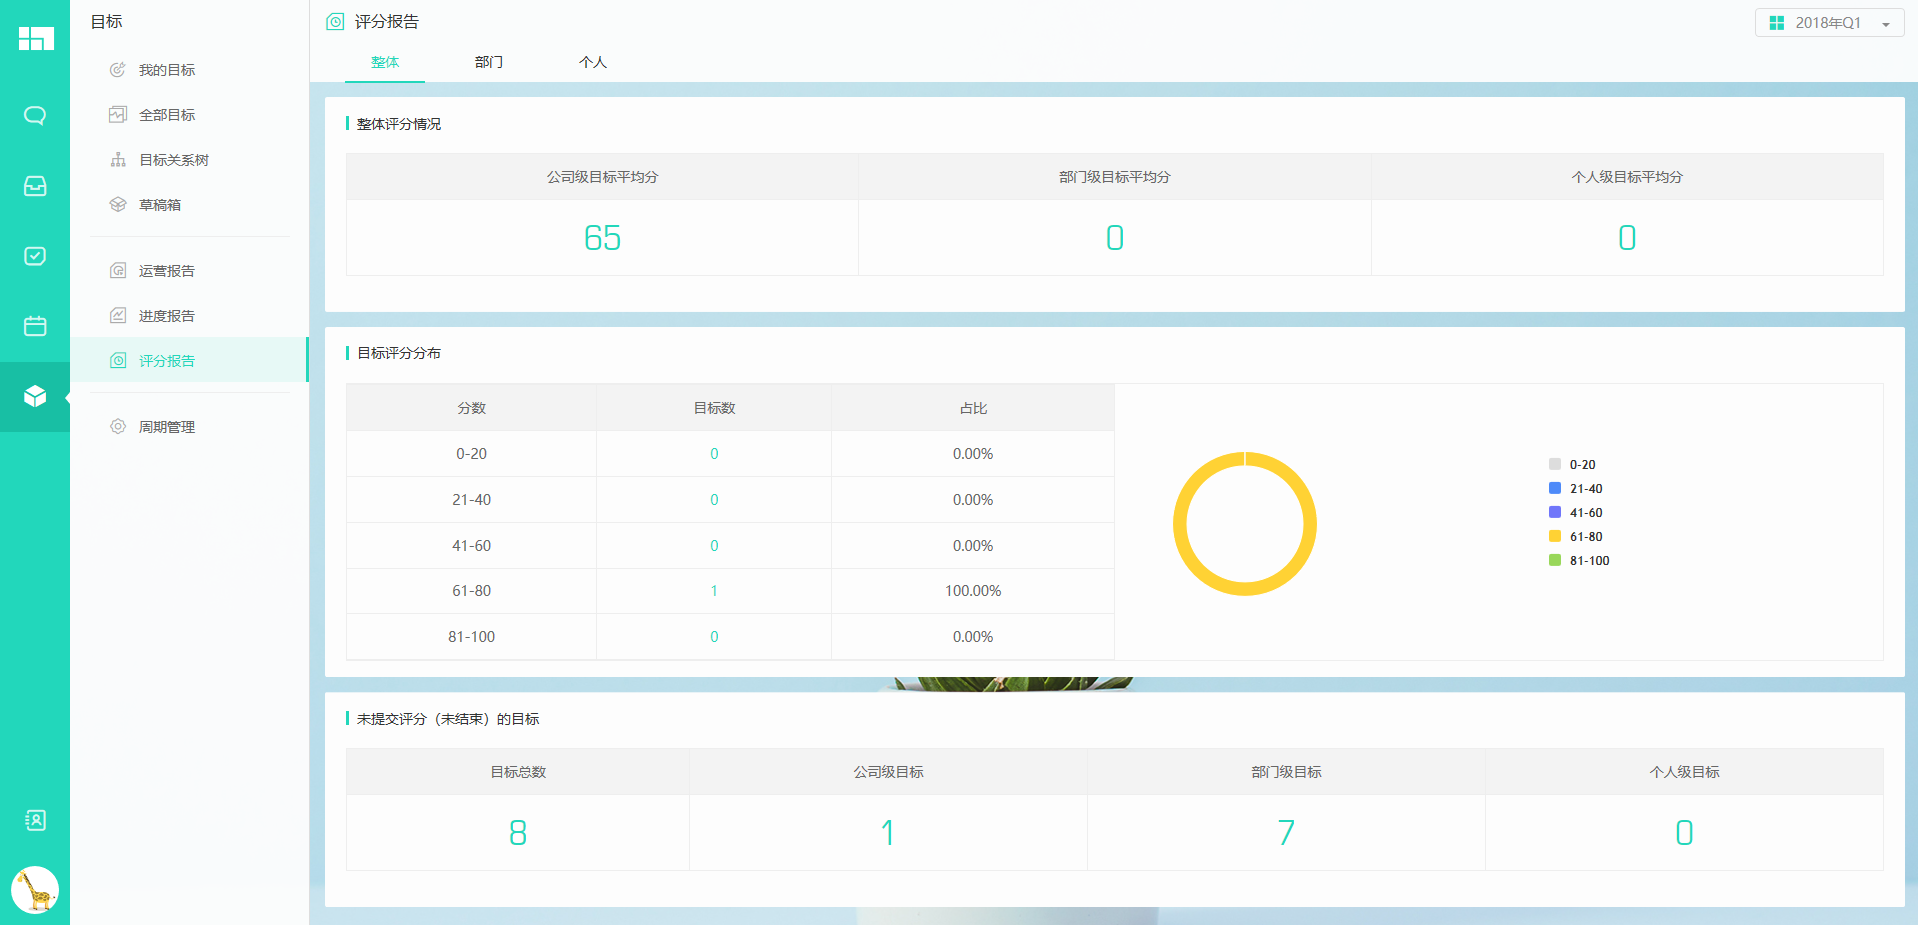 目标
我的目标
全部目标
目标关系树
草稿箱
运营报告
进度报告
评分报告
周期管理
评分报告
2018年Q1
整体 部门 个人
整体评分情况
公司级目标平均分 部门级目标平均分 个人级目标平均分
65 0 0
目标评分分布
分数 目标数 占比
0-20 0 0.00%
21-40 0 0.00%
41-60 0 0.00%
61-80 1 100.00%
81-100 0 0.00%
0-20
21-40
41-60
61-80
81-100
未提交评分（未结束）的目标
目标总数 公司级目标 部门级目标 个人级目标
8 1 7 0